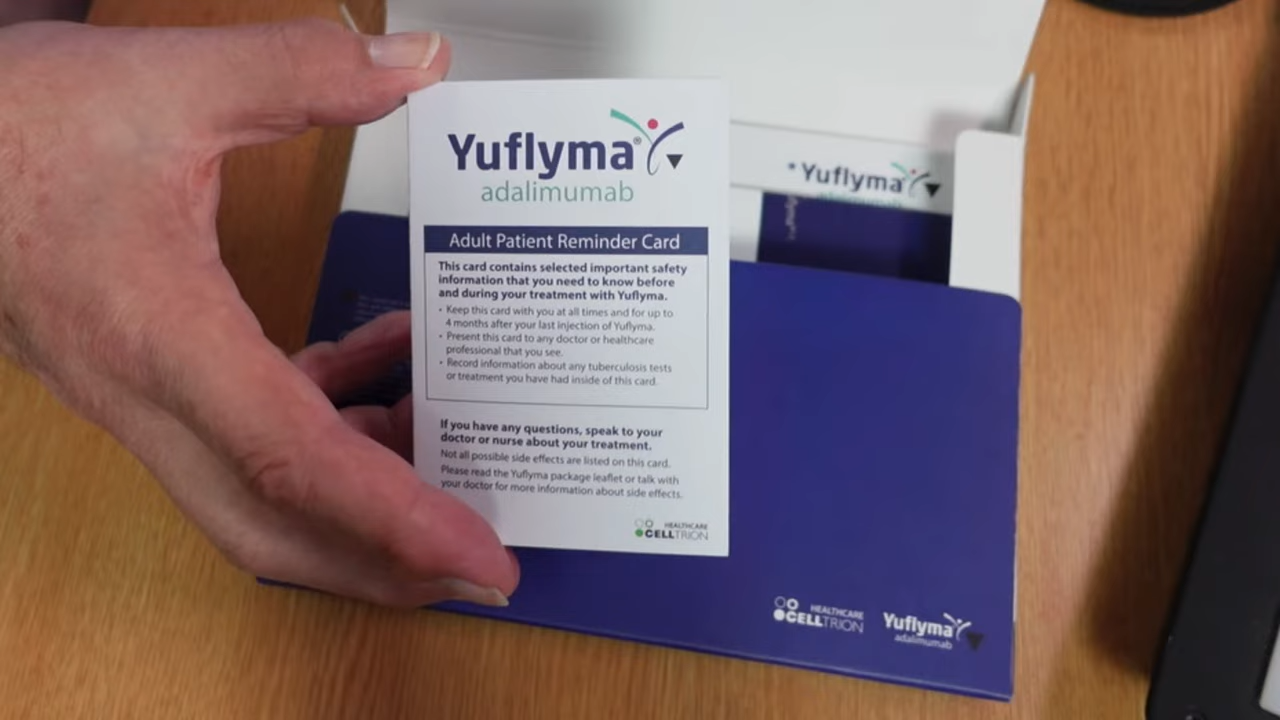 Yuflyma®
adalimumab
Adult Patient Reminder Card
This card contains selected important safety
information that you need to know before
and during your treatment with Yuflyma.
• Keep this card with you at all times and for up to
4 months after your last injection of Yuflyma.
• Present this card to any doctor or healthcare
professional that you see.
• Record information about any tuberculosis tests
or treatment you have had inside of this card.
If you have any questions, speak to your
doctor or nurse about your treatment.
Not all possible side effects are listed on this card.
Please read the Yuflyma package leaflet or talk with
your doctor for more information about side effects.
HEALTHCARE
CELLTRION
Yuflyma
adalimumab
HEALTHCARE
CELLTRION
Yuflyma
adalimumab